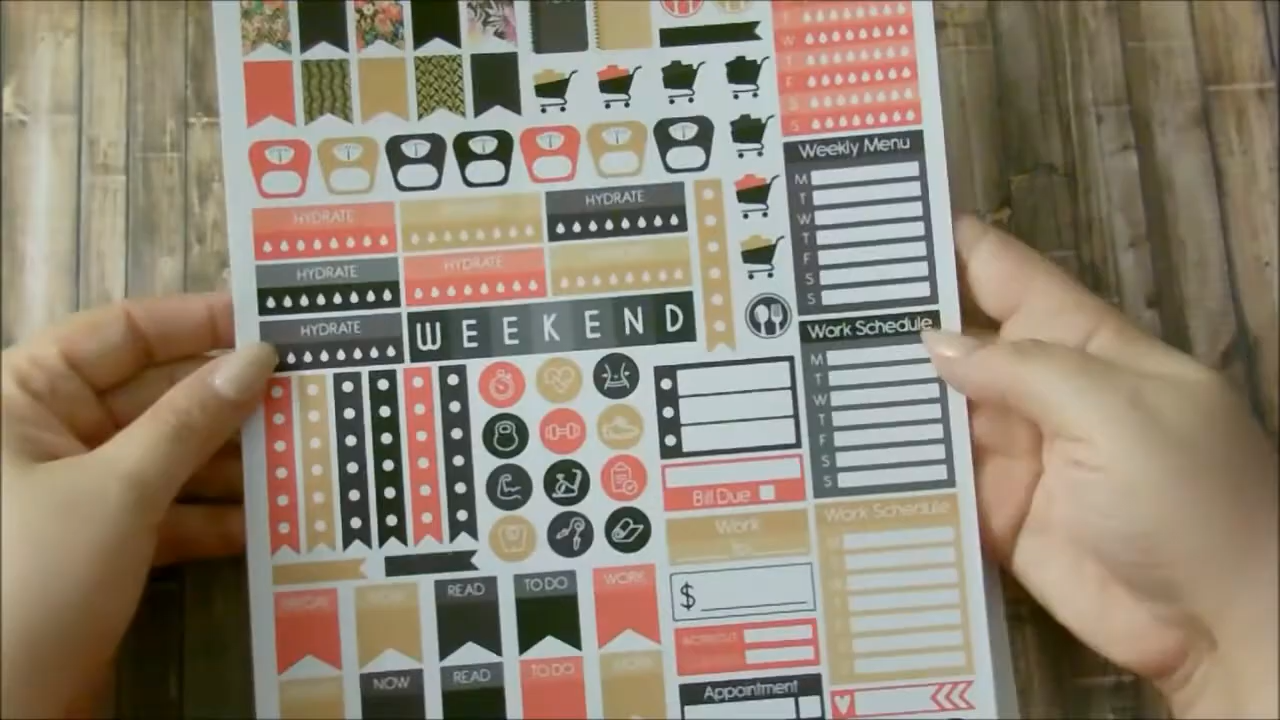 T
W
T
F
S
S
Weekly Menu
M
T
W
T
F
S
S
HYDRATE
HYDRATE
HYDRATE
HYDRATE
HYDRATE
WEEKEND
Work Schedule
M
T
W
T
F
S
S
Bill Due
Work
Work Schedule
$
READ
TO DO
WORK
NOW
READ
TO DO
WORK
Appointment